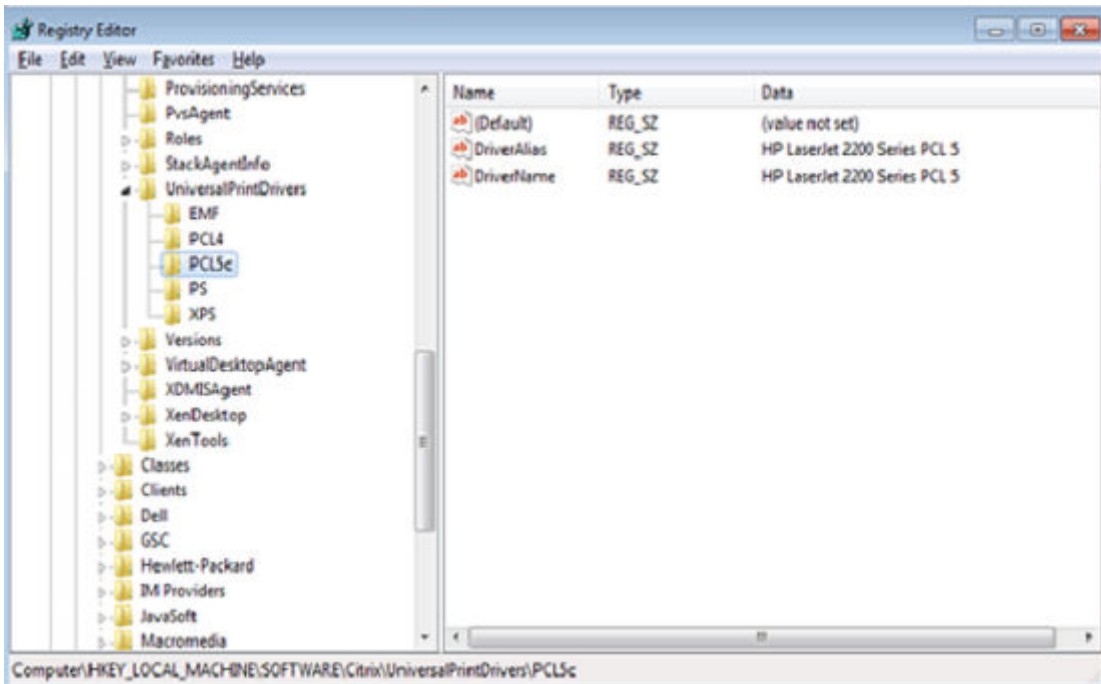 Registry Editor
File Edit View Favorites Help
ProvisioningServices
PvsAgent
Roles
StackAgentInfo
UniversalPrintDrivers
EMF
PCL4
PCL5c
PS
XPS
Versions
VirtualDesktopAgent
XDMISAgent
XenDesktop
XenTools
Classes
Clients
Dell
GSC
Hewlett-Packard
IM Providers
JavaSoft
Macromedia
Name Type Data
ab (Default) REG_SZ (value not set)
ab DriverAlias REG_SZ HP LaserJet 2200 Series PCL 5
ab DriverName REG_SZ HP LaserJet 2200 Series PCL 5
Computer\HKEY_LOCAL_MACHINE\SOFTWARE\Citrix\UniversalPrintDrivers\PCL5c